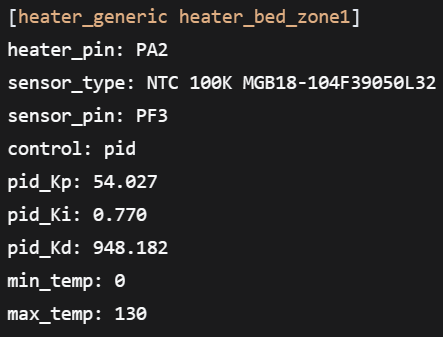 [heater_generic heater_bed_zone1]
heater_pin: PA2
sensor_type: NTC 100K MGB18-104F39050L32
sensor_pin: PF3
control: pid
pid_Kp: 54.027
pid_Ki: 0.770
pid_Kd: 948.182
min_temp: 0
max_temp: 130